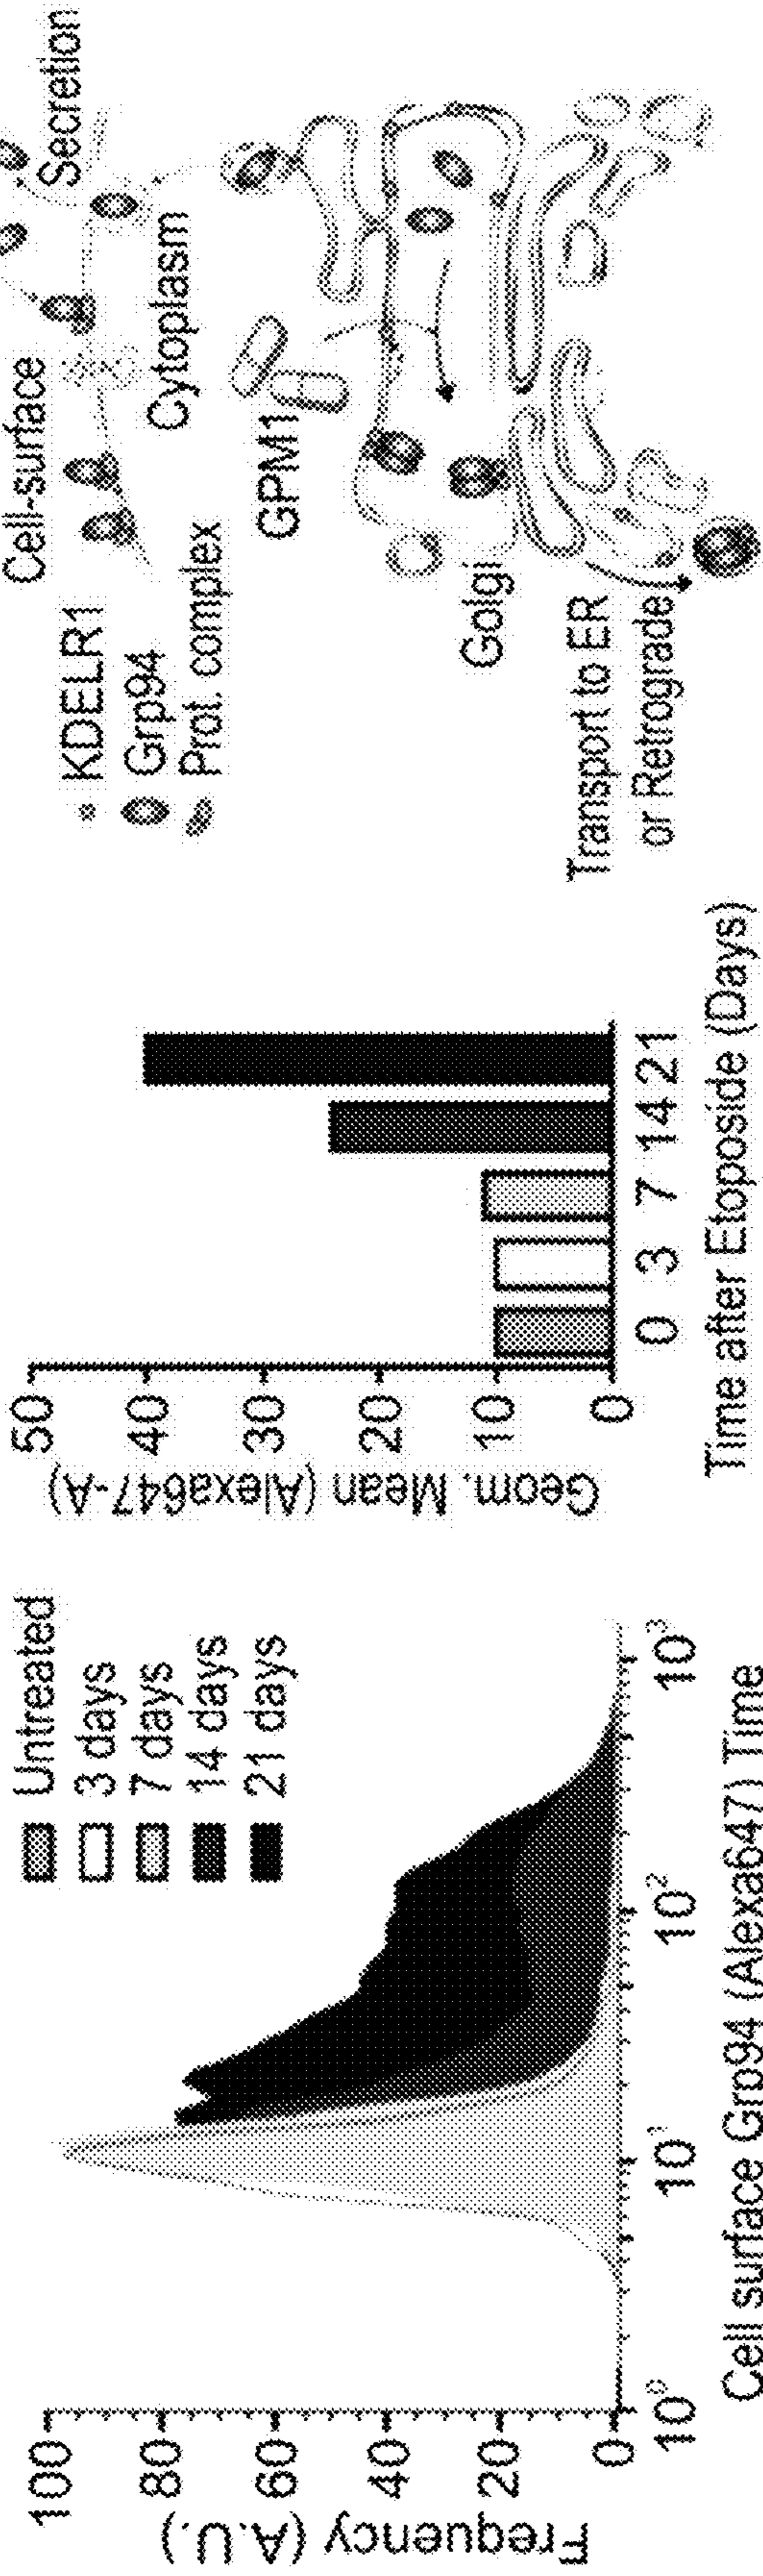 Frequency (A.U.)
100
80
60
40
20
0
10⁰
10¹
10²
10³
Cell surface Grp94 (Alexa647) Time
Untreated
3 days
7 days
14 days
21 days
Geom. Mean (Alexa647-A)
50
40
30
20
10
0
0 3 7 14 21
Time after Etoposide (Days)
KDELR1
Grp94
Prot. complex
Cell-surface
Secretion
Cytoplasm
GPM1
Golgi
Transport to ER
or Retrograde